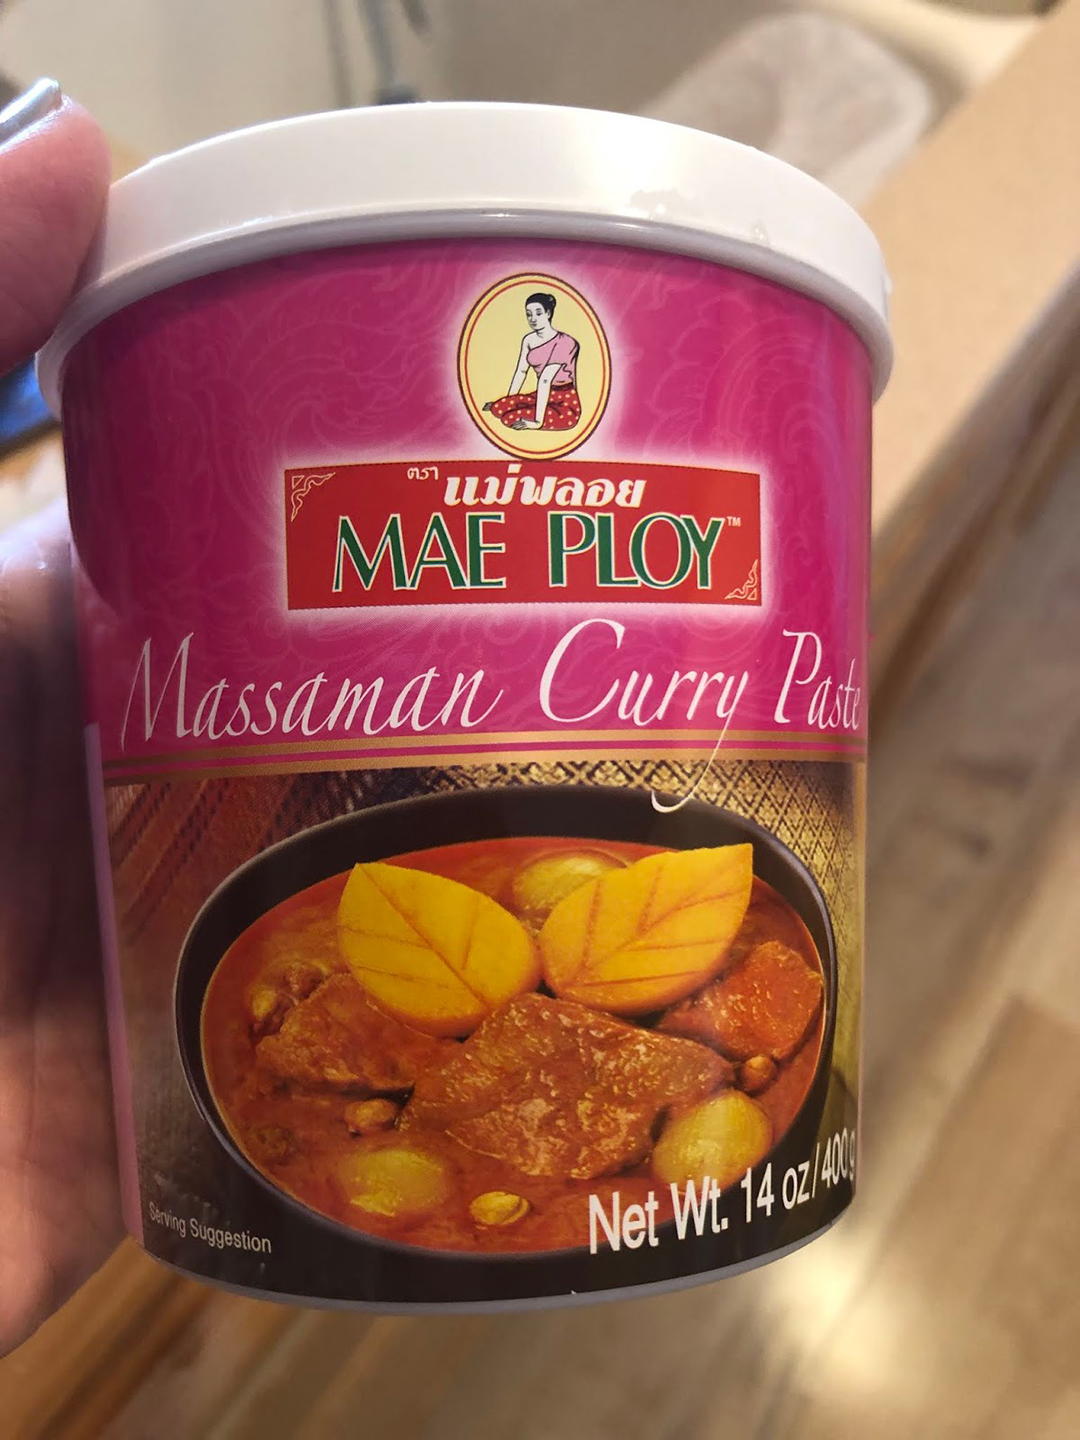 ตรา แม่พลอย
MAE PLOY™
Massaman Curry Paste
Net Wt. 14 oz/400g
Serving Suggestion